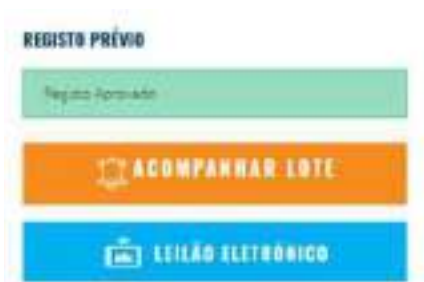 REGISTO PRÉVIO
Registo Aprovado
ACOMPANHAR LOTE
LEILÃO ELETRÓNICO